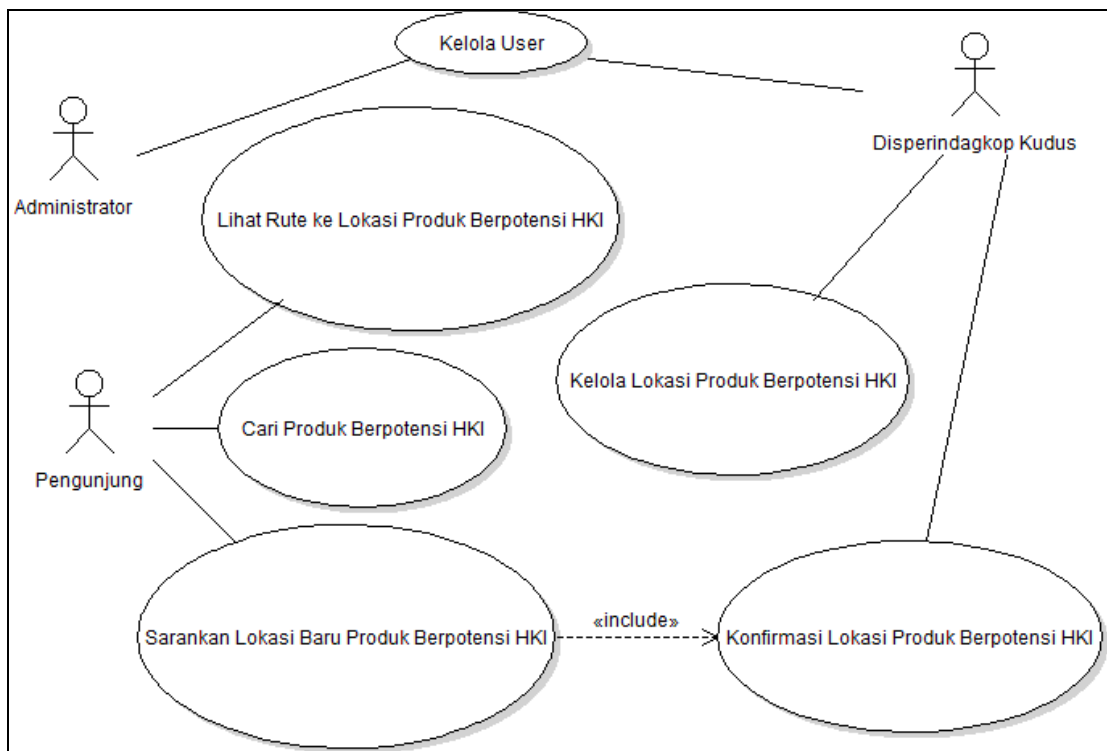 Kelola User
Disperindagkop Kudus
Administrator
Lihat Rute ke Lokasi Produk Berpotensi HKI
Kelola Lokasi Produk Berpotensi HKI
Cari Produk Berpotensi HKI
Pengunjung
Sarankan Lokasi Baru Produk Berpotensi HKI
«include»
Konfirmasi Lokasi Produk Berpotensi HKI